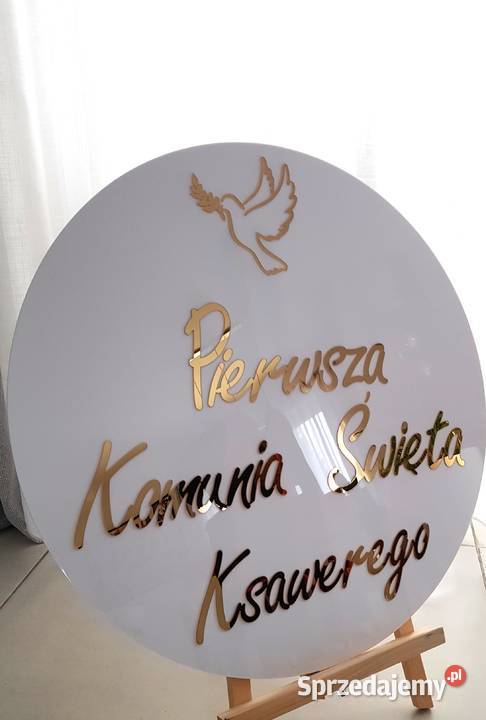 Pierwsza
Komunia Święta
Ksawerego
Sprzedajemy.pl